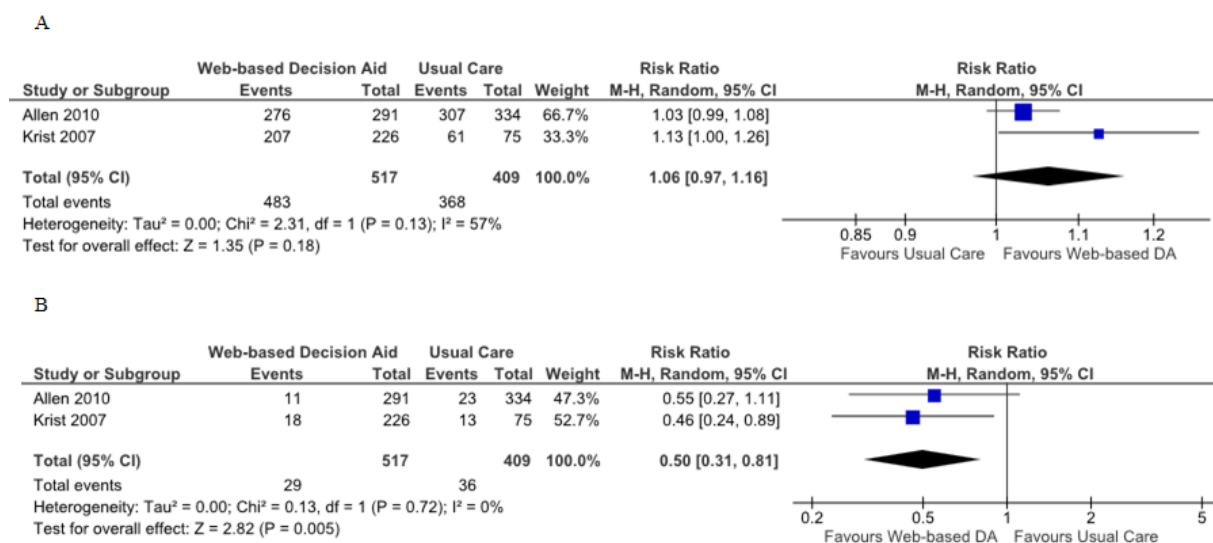 A
Web-based Decision Aid Usual Care Risk Ratio Risk Ratio
Study or Subgroup Events Total Events Total Weight M-H, Random, 95% CI M-H, Random, 95% CI
Allen 2010 276 291 307 334 66.7% 1.03 [0.99, 1.08]
Krist 2007 207 226 61 75 33.3% 1.13 [1.00, 1.26]
Total (95% CI) 517 409 100.0% 1.06 [0.97, 1.16]
Total events 483 368
Heterogeneity: Tau² = 0.00; Chi² = 2.31, df = 1 (P = 0.13); I² = 57%
Test for overall effect: Z = 1.35 (P = 0.18)
0.85 0.9 1 1.1 1.2
Favours Usual Care Favours Web-based DA
B
Web-based Decision Aid Usual Care Risk Ratio Risk Ratio
Study or Subgroup Events Total Events Total Weight M-H, Random, 95% CI M-H, Random, 95% CI
Allen 2010 11 291 23 334 47.3% 0.55 [0.27, 1.11]
Krist 2007 18 226 13 75 52.7% 0.46 [0.24, 0.89]
Total (95% CI) 517 409 100.0% 0.50 [0.31, 0.81]
Total events 29 36
Heterogeneity: Tau² = 0.00; Chi² = 0.13, df = 1 (P = 0.72); I² = 0%
Test for overall effect: Z = 2.82 (P = 0.005)
0.2 0.5 1 2 5
Favours Web-based DA Favours Usual Care